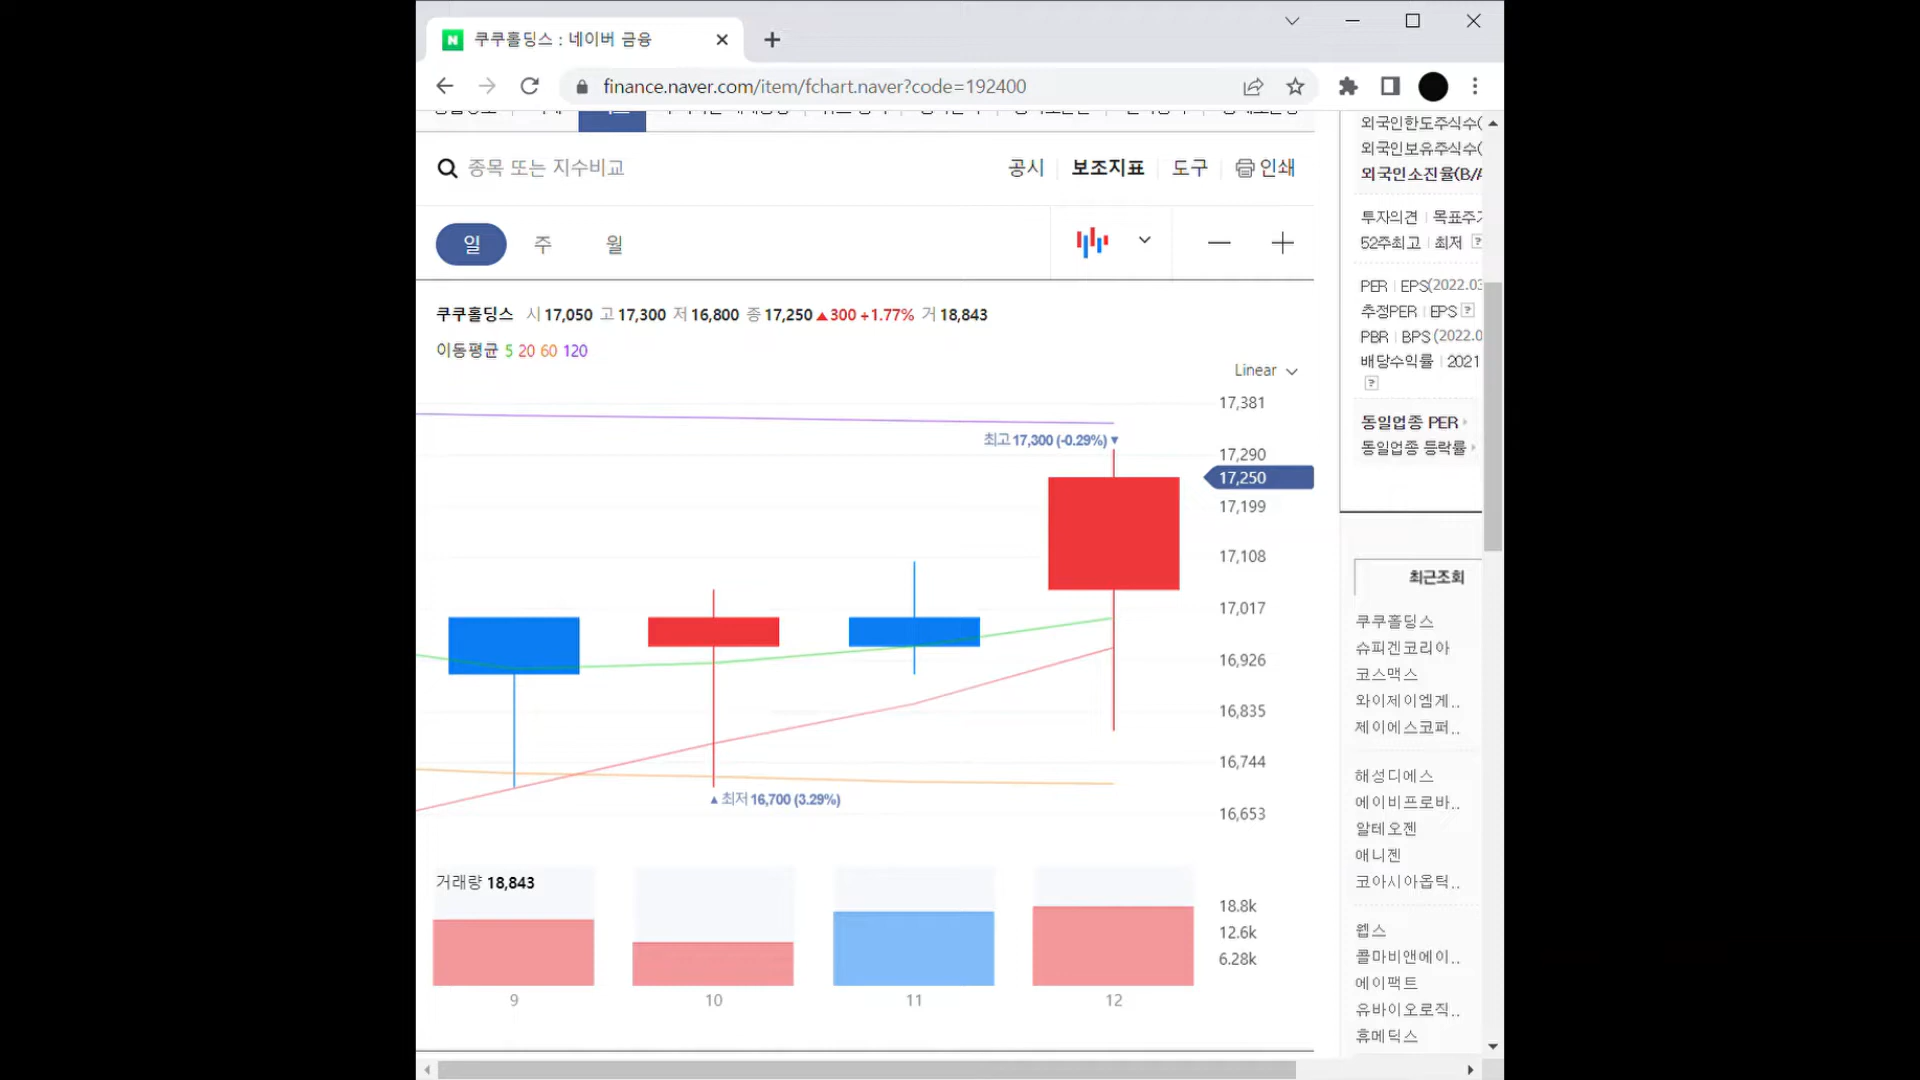 쿠쿠홀딩스 : 네이버 금융
finance.naver.com/item/fchart.naver?code=192400
종목 또는 지수비교
공시
보조지표
도구
인쇄
일
주
월
쿠쿠홀딩스 시 17,050 고 17,300 저 16,800 종 17,250 ▲300 +1.77% 거 18,843
이동평균 5 20 60 120
Linear
17,381
최고 17,300 (-0.29%) ▼
17,290
17,250
17,199
17,108
17,017
16,926
16,835
16,744
▲ 최저 16,700 (3.29%)
16,653
거래량 18,843
18.8k
12.6k
6.28k
9
10
11
12
외국인한도주식수(
외국인보유주식수(
외국인소진율(B/A
투자의견 | 목표주가
52주최고 | 최저 ?
PER | EPS(2022.03
추정PER | EPS ?
PBR | BPS (2022.0
배당수익률 | 2021
?
동일업종 PER
동일업종 등락률
최근조회
쿠쿠홀딩스
슈피겐코리아
코스맥스
와이제이엠게..
제이에스코퍼..
해성디에스
에이비프로바..
알테오젠
애니젠
코아시아옵틱..
웹스
콜마비앤에이..
에이팩트
유바이오로직..
휴메딕스